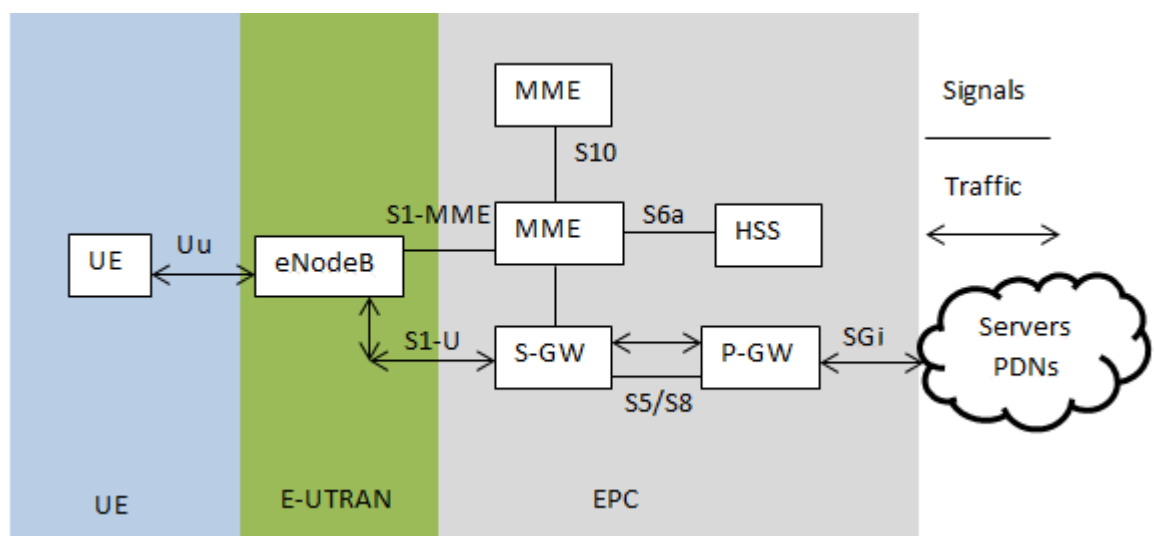 MME
Signals
S10
Traffic
S1-MME
MME
S6a
HSS
UE
Uu
eNodeB
S1-U
S-GW
P-GW
SGi
Servers
PDNs
S5/S8
UE
E-UTRAN
EPC